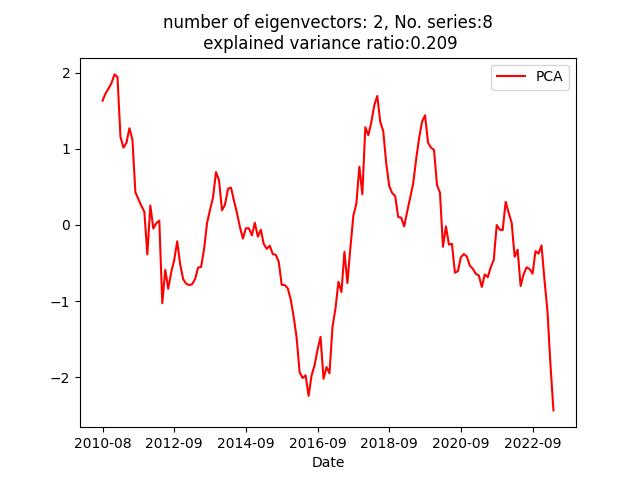 number of eigenvectors: 2, No. series:8
explained variance ratio:0.209
PCA
2
1
0
−1
−2
2010-08 2012-09 2014-09 2016-09 2018-09 2020-09 2022-09
Date